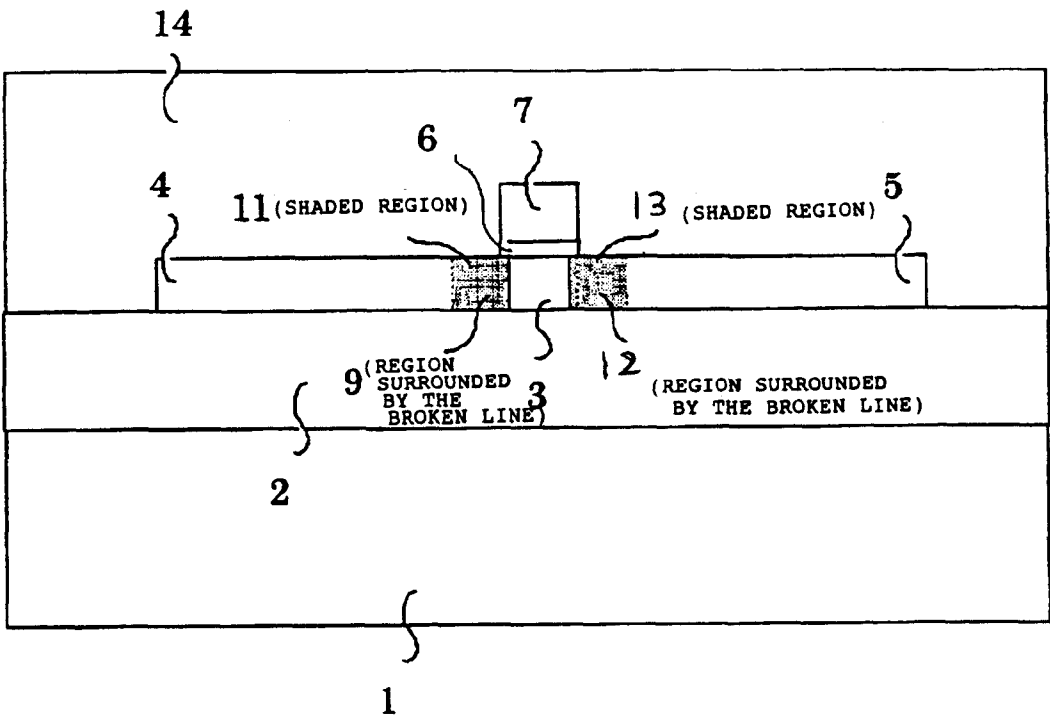 14
7
6
4
5
11 (SHADED REGION)
13 (SHADED REGION)
9 (REGION
SURROUNDED
BY THE
BROKEN LINE)
3
12 (REGION SURROUNDED
BY THE BROKEN LINE)
2
1